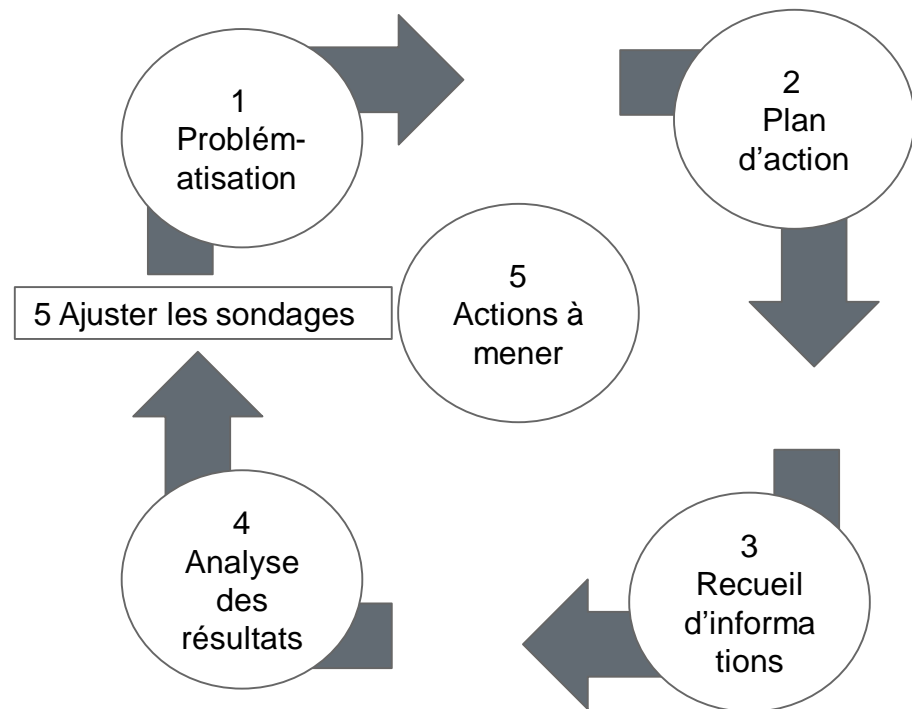 1
Problém-
atisation
2
Plan
d’action
5 Ajuster les sondages
5
Actions à
mener
3
Recueil
d’informa
tions
4
Analyse
des
résultats